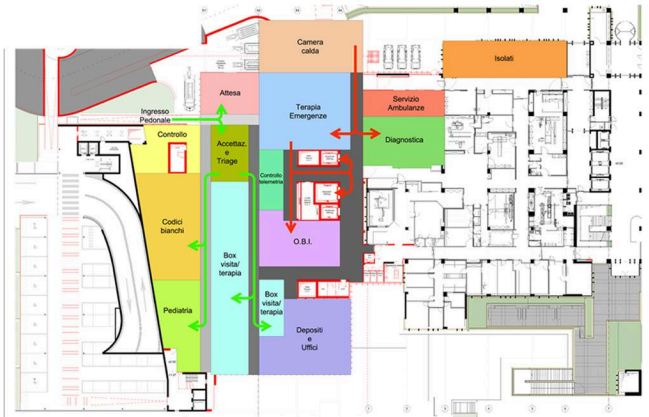 Camera
calda
Isolati
Attesa
Terapia
Emergenze
Servizio
Ambulanze
Ingresso
Pedonale
Controllo
Accettaz.
e
Triage
Diagnostica
Controllo
telemetria
Codici
bianchi
O.B.I.
Box
visita/
terapia
Pediatria
Box
visita/
terapia
Depositi
e
Uffici